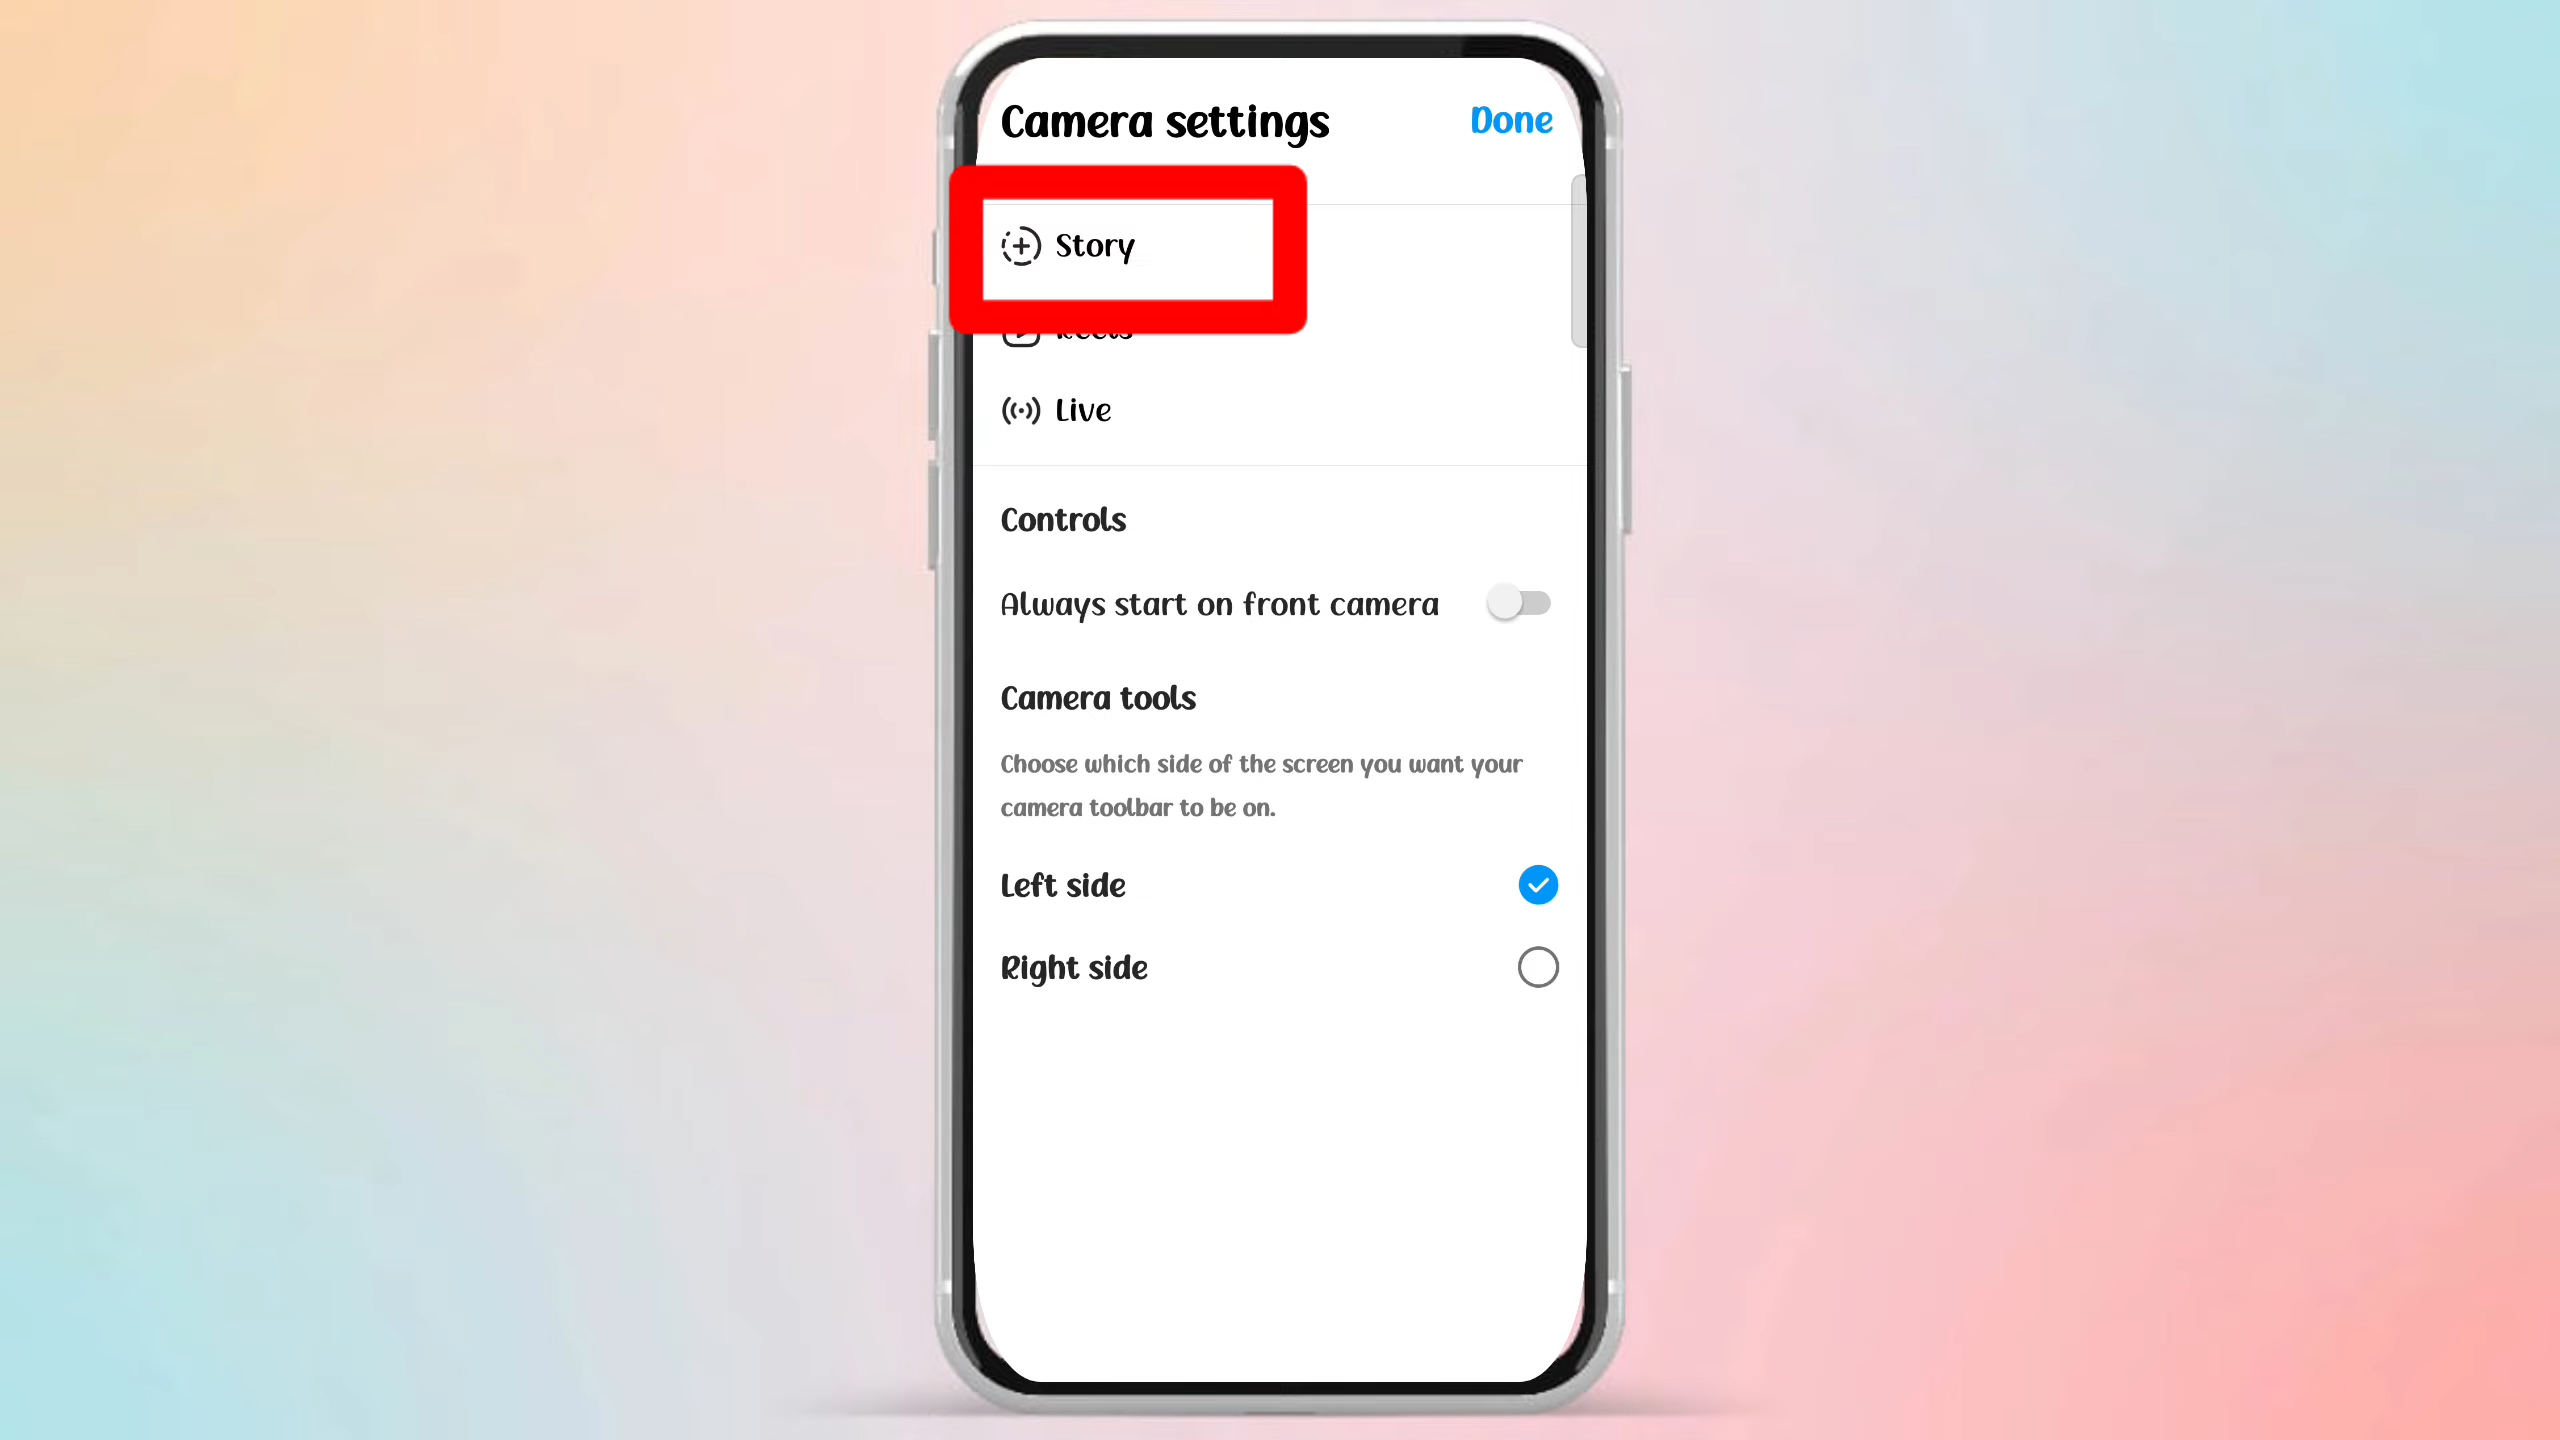 Camera settings
Done
Story
Live
Controls
Always start on front camera
Camera tools
Choose which side of the screen you want your
camera toolbar to be on.
Left side
Right side